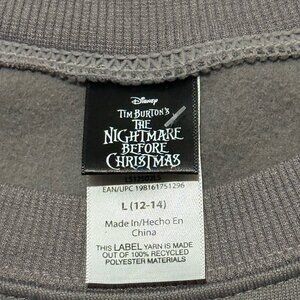 Disney
TIM BURTON'S
THE
NIGHTMARE
BEFORE
CHRISTMAS
EAN/UPC 198161751296
L (12-14)
Made In/Hecho En
China
THIS LABEL YARN IS MADE
OUT OF 100% RECYCLED
POLYESTER MATERIALS